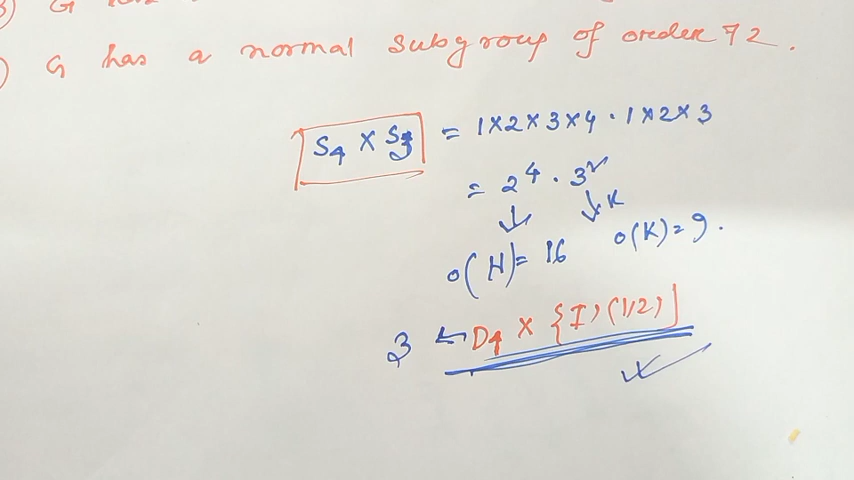 G
) G has a normal subgroup of order 72.
S4 × S3 = 1×2×3×4 · 1×2×3
= 2^4 · 3^2
↓ ↓ K
o(H) = 16 o(K) = 9.
3 ← D4 × {I, (1,2)}